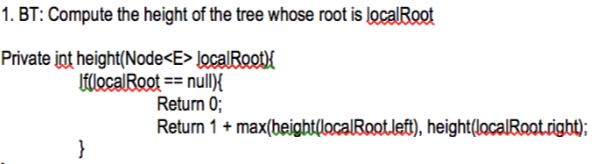 1. BT: Compute the height of the tree whose root is localRoot
Private int height(Node<E> localRoot){
If(localRoot == null){
Return 0;
Return 1 + max(height(localRoot.left), height(localRoot.right);
}